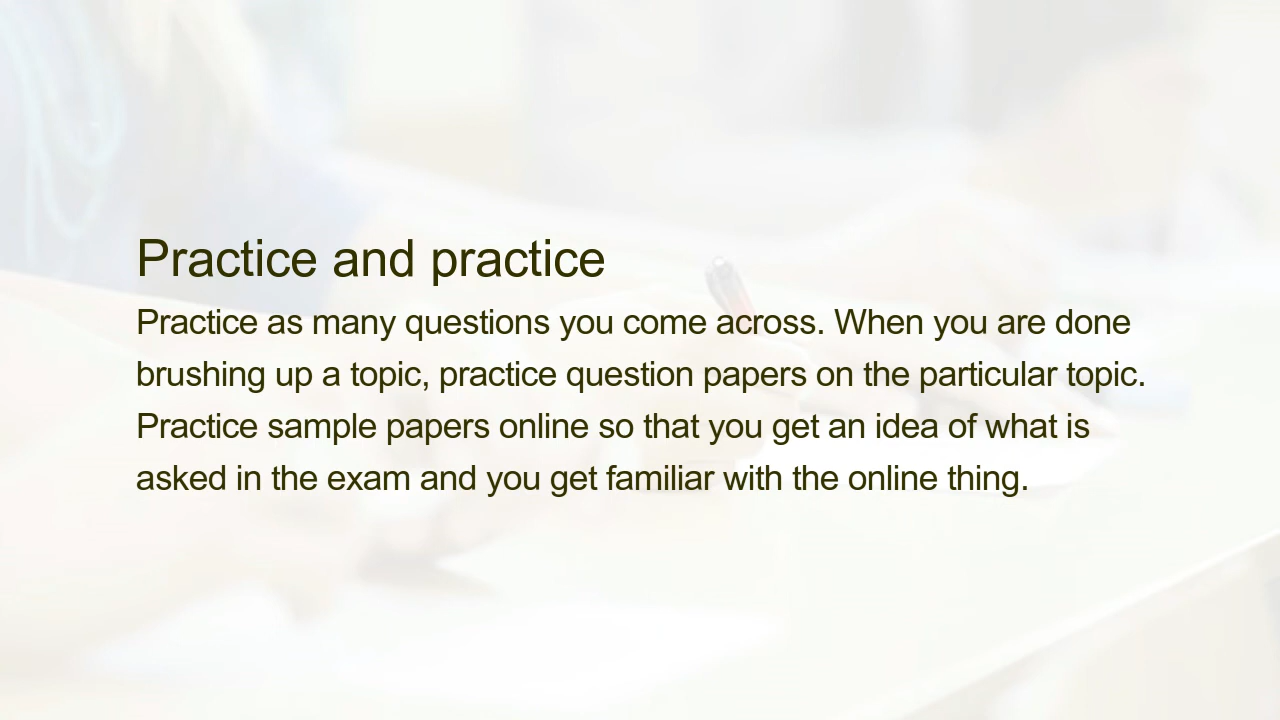 Practice and practice
Practice as many questions you come across. When you are done
brushing up a topic, practice question papers on the particular topic.
Practice sample papers online so that you get an idea of what is
asked in the exam and you get familiar with the online thing.